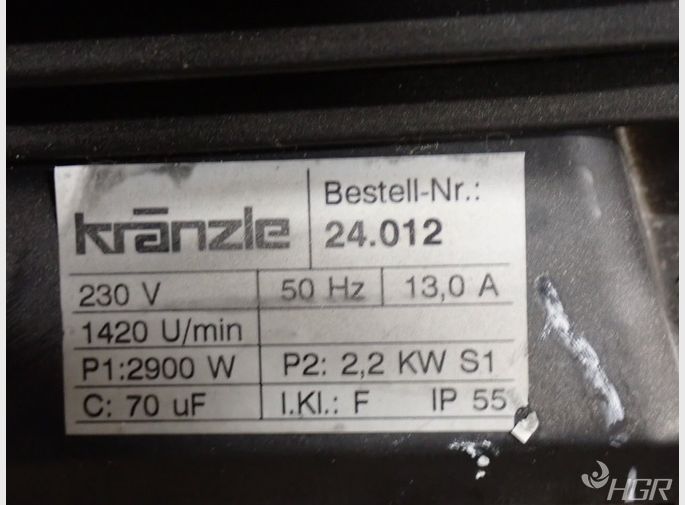 kränzle
Bestell-Nr.:
24.012
230 V 50 Hz 13,0 A
1420 U/min
P1:2900 W P2: 2,2 KW S1
C: 70 uF I.Kl.: F IP 55
HGR